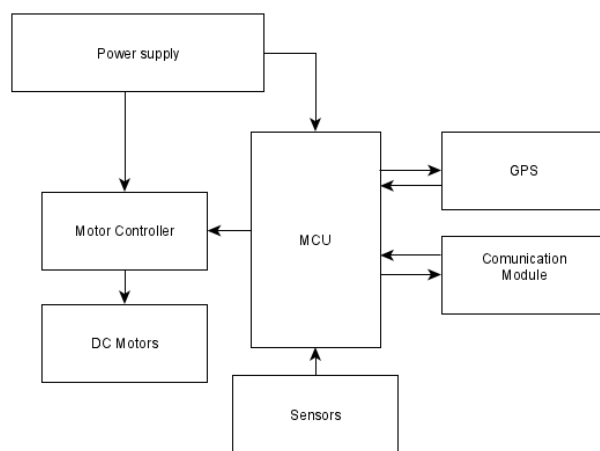 Power supply
GPS
Motor Controller
MCU
Comunication
Module
DC Motors
Sensors